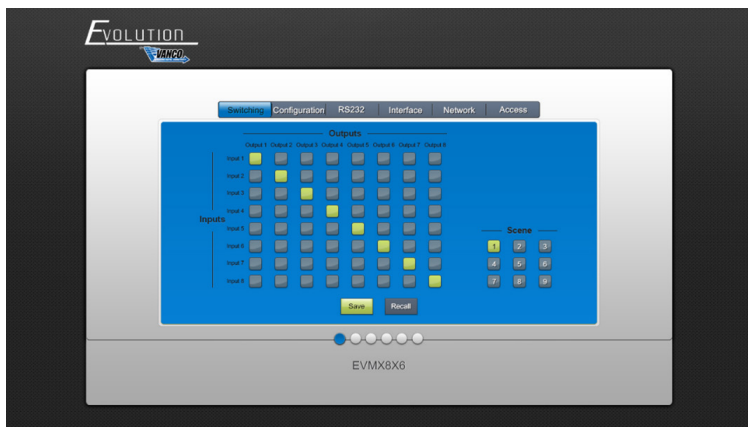 EVOLUTION
EVANCO
Switching Configuration RS232 Interface Network Access
Outputs
Output 1 Output 2 Output 3 Output 4 Output 5 Output 6 Output 7 Output 8
Input 1
Input 2
Input 3
Input 4
Inputs
Input 5
Input 6
Input 7
Input 8
Scene
1 2 3
4 5 6
7 8 9
Save Recall
EVMX8X6